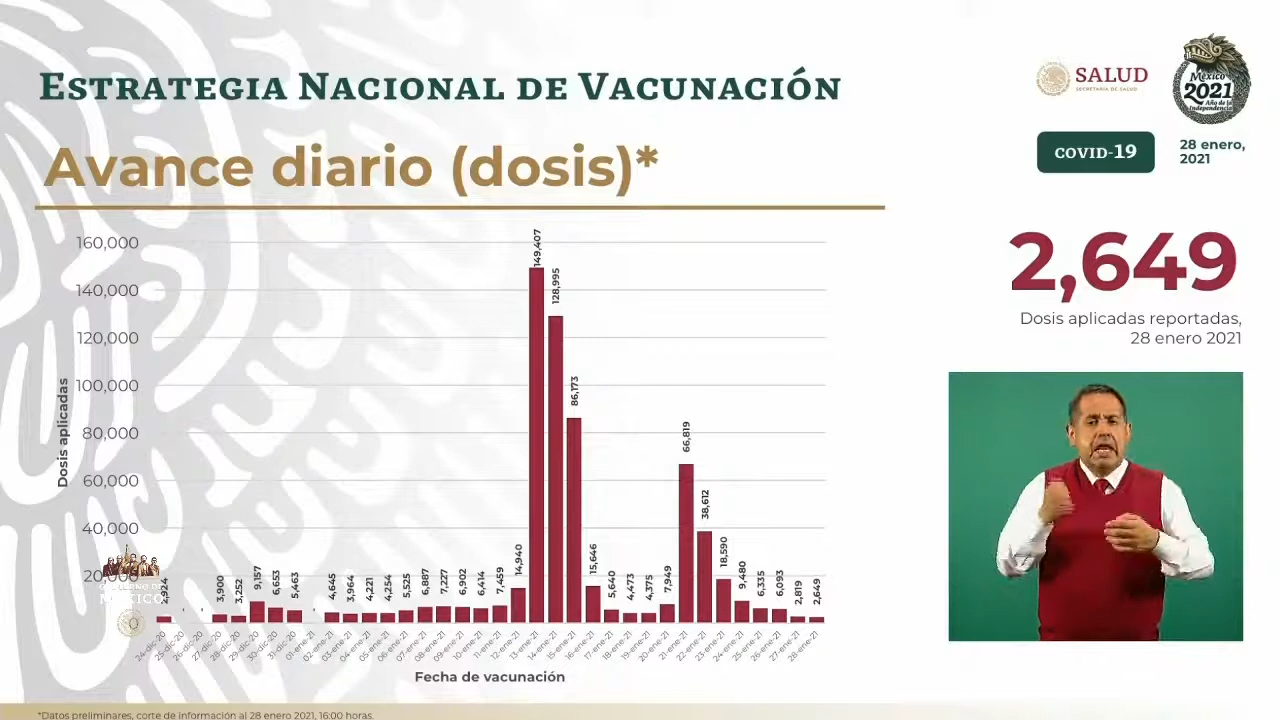 ESTRATEGIA NACIONAL DE VACUNACIÓN
SALUD
SECRETARÍA DE SALUD
México
2021
Año de la
Independencia
COVID-19
28 enero,
2021
Avance diario (dosis)*
2,649
Dosis aplicadas reportadas,
28 enero 2021
Dosis aplicadas
160,000
140,000
120,000
100,000
80,000
60,000
40,000
2,924
3,900
3,252
9,157
6,653
5,463
4,645
3,964
4,221
4,254
5,525
6,887
7,227
6,902
6,414
7,459
14,940
149,407
128,995
86,173
15,646
5,640
4,473
4,375
7,949
66,819
38,612
18,590
9,480
6,335
6,093
2,819
2,649
GOBIERNO DE
MÉXICO
24-dic-20
25-dic-20
26-dic-20
27-dic-20
28-dic-20
29-dic-20
30-dic-20
31-dic-20
01-ene-21
02-ene-21
03-ene-21
04-ene-21
05-ene-21
06-ene-21
07-ene-21
08-ene-21
09-ene-21
10-ene-21
11-ene-21
12-ene-21
13-ene-21
14-ene-21
15-ene-21
16-ene-21
17-ene-21
18-ene-21
19-ene-21
20-ene-21
21-ene-21
22-ene-21
23-ene-21
24-ene-21
25-ene-21
26-ene-21
27-ene-21
28-ene-21
Fecha de vacunación
*Datos preliminares, corte de información al 28 enero 2021, 16:00 horas.